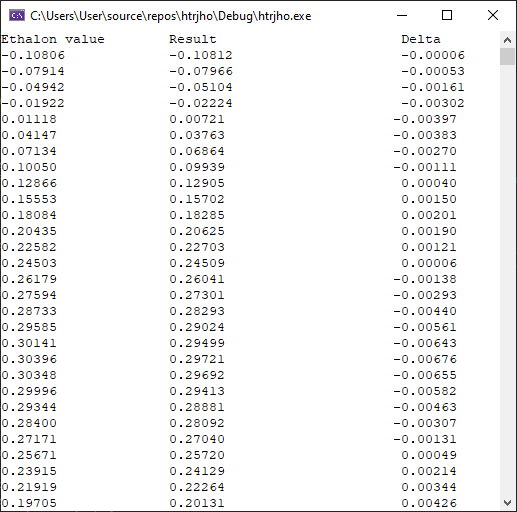 C:\Users\User\source\repos\htrjho\Debug\htrjho.exe
Ethalon value Result Delta
-0.10806 -0.10812 -0.00006
-0.07914 -0.07966 -0.00053
-0.04942 -0.05104 -0.00161
-0.01922 -0.02224 -0.00302
0.01118 0.00721 -0.00397
0.04147 0.03763 -0.00383
0.07134 0.06864 -0.00270
0.10050 0.09939 -0.00111
0.12866 0.12905 0.00040
0.15553 0.15702 0.00150
0.18084 0.18285 0.00201
0.20435 0.20625 0.00190
0.22582 0.22703 0.00121
0.24503 0.24509 0.00006
0.26179 0.26041 -0.00138
0.27594 0.27301 -0.00293
0.28733 0.28293 -0.00440
0.29585 0.29024 -0.00561
0.30141 0.29499 -0.00643
0.30396 0.29721 -0.00676
0.30348 0.29692 -0.00655
0.29996 0.29413 -0.00582
0.29344 0.28881 -0.00463
0.28400 0.28092 -0.00307
0.27171 0.27040 -0.00131
0.25671 0.25720 0.00049
0.23915 0.24129 0.00214
0.21919 0.22264 0.00344
0.19705 0.20131 0.00426